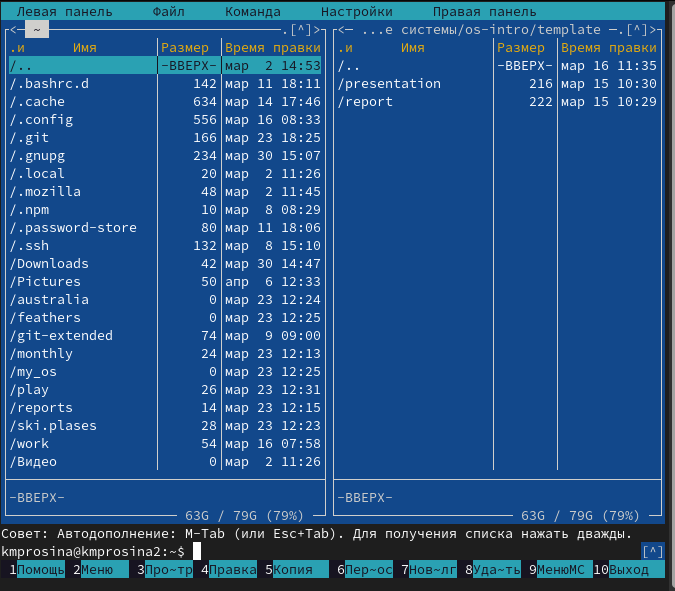 Левая панель Файл Команда Настройки Правая панель
<─ ~ .[^]>
.и Имя Размер Время правки
/.. -ВВЕРХ- мар 2 14:53
/.bashrc.d 142 мар 11 18:11
/.cache 634 мар 14 17:46
/.config 556 мар 16 08:33
/.git 166 мар 23 18:25
/.gnupg 234 мар 30 15:07
/.local 20 мар 2 11:26
/.mozilla 48 мар 2 11:45
/.npm 10 мар 8 08:29
/.password-store 80 мар 11 18:06
/.ssh 132 мар 8 15:10
/Downloads 42 мар 30 14:47
/Pictures 50 апр 6 12:33
/australia 0 мар 23 12:24
/feathers 0 мар 23 12:25
/git-extended 74 мар 9 09:00
/monthly 24 мар 23 12:13
/my_os 0 мар 23 12:25
/play 26 мар 23 12:31
/reports 14 мар 23 12:15
/ski.plases 28 мар 23 12:23
/work 54 мар 16 07:58
/Видео 0 мар 2 11:26
-ВВЕРХ-
63G / 79G (79%)
<─ ...е системы/os-intro/template ─.[^]>
.и Имя Размер Время правки
/.. -ВВЕРХ- мар 16 11:35
/presentation 216 мар 15 10:30
/report 222 мар 15 10:29
-ВВЕРХ-
63G / 79G (79%)
Совет: Автодополнение: M-Tab (или Esc+Tab). Для получения списка нажать дважды.
kmprosina@kmprosina2:~$ [^]
1Помощь 2Меню 3Про~тр 4Правка 5Копия 6Пер~ос 7Нов~лг 8Уда~ть 9МенюMC 10Выход